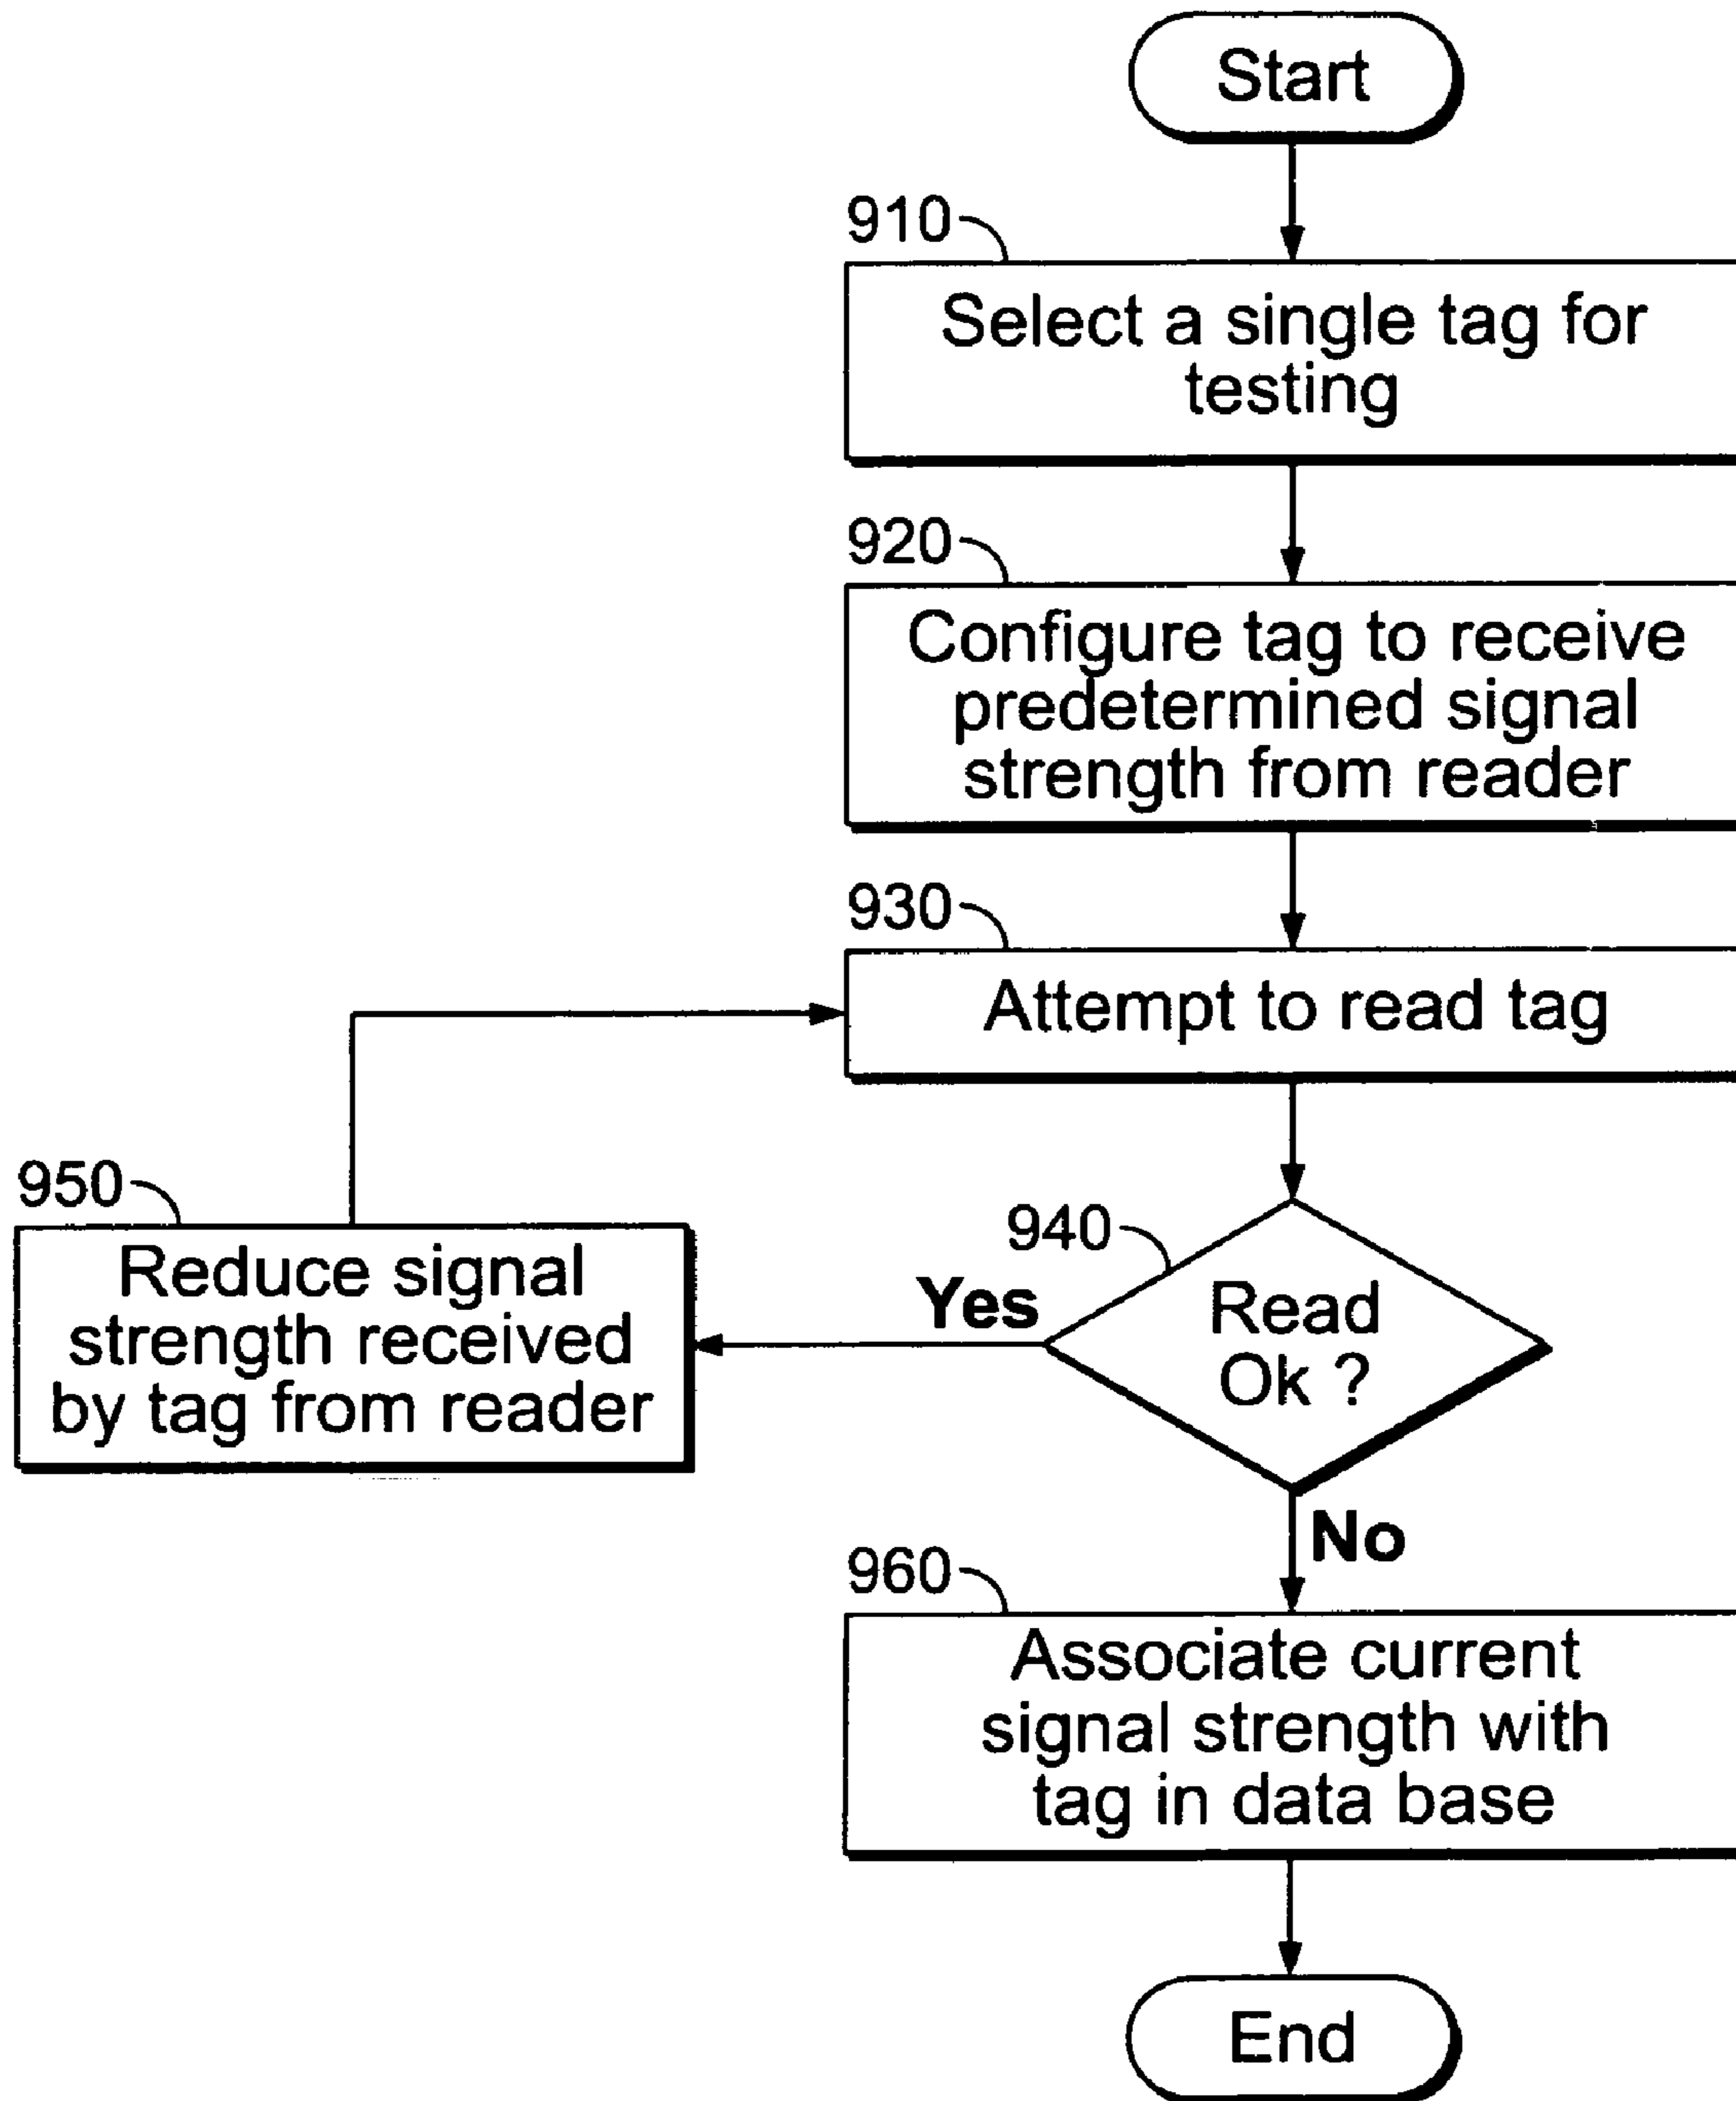 Start
910
Select a single tag for
testing
920
Configure tag to receive
predetermined signal
strength from reader
930
Attempt to read tag
950
Reduce signal
strength received
by tag from reader
940
Yes
Read
Ok ?
No
960
Associate current
signal strength with
tag in data base
End